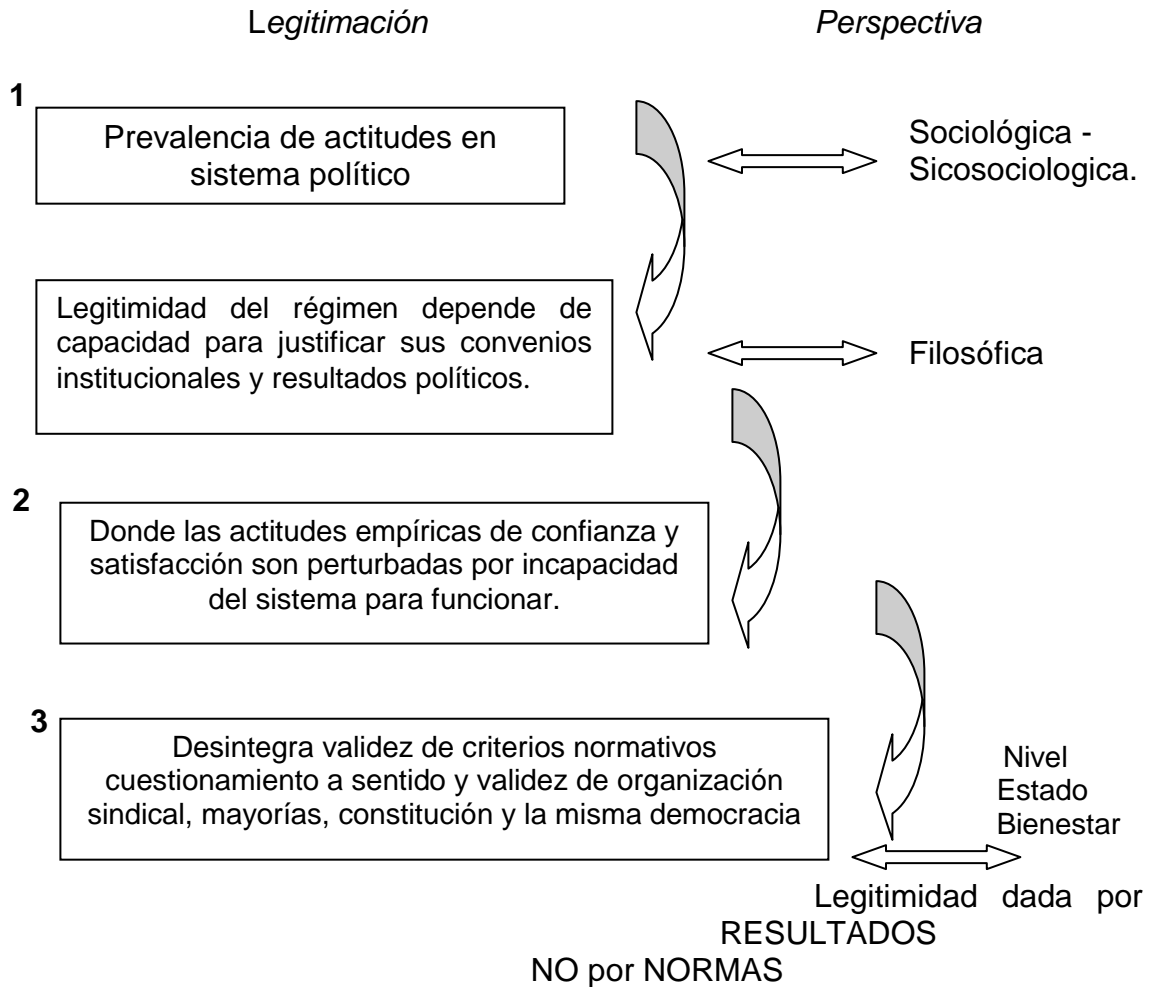 Legitimación
Perspectiva
1
Prevalencia de actitudes en
sistema político
Sociológica -
Sicosociologica.
Legitimidad del régimen depende de
capacidad para justificar sus convenios
institucionales y resultados políticos.
Filosófica
2
Donde las actitudes empíricas de confianza y
satisfacción son perturbadas por incapacidad
del sistema para funcionar.
3
Desintegra validez de criterios normativos
cuestionamiento a sentido y validez de organización
sindical, mayorías, constitución y la misma democracia
Nivel
Estado
Bienestar
Legitimidad dada por
RESULTADOS
NO por NORMAS